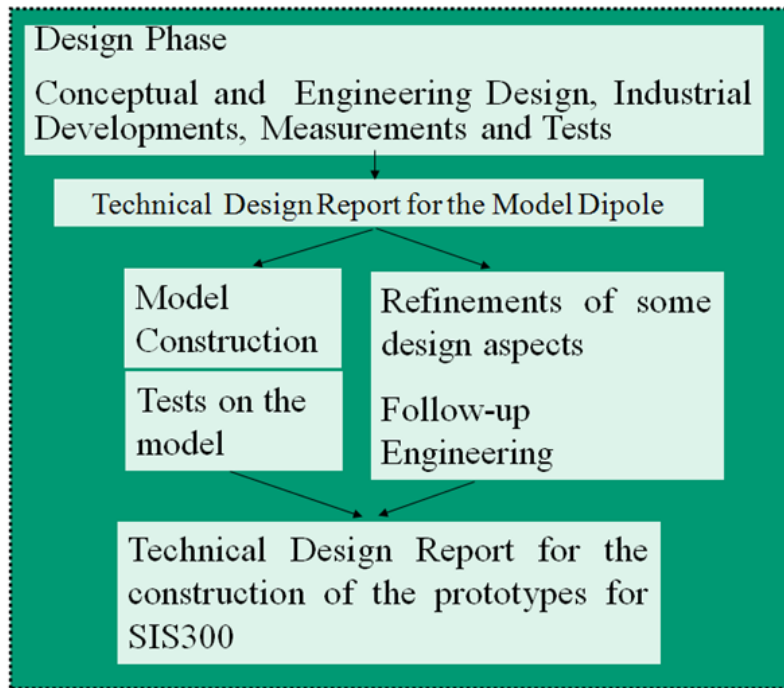 Design Phase
Conceptual and Engineering Design, Industrial
Developments, Measurements and Tests
Technical Design Report for the Model Dipole
Model
Construction
Tests on the
model
Refinements of some
design aspects
Follow-up
Engineering
Technical Design Report for the
construction of the prototypes for
SIS300